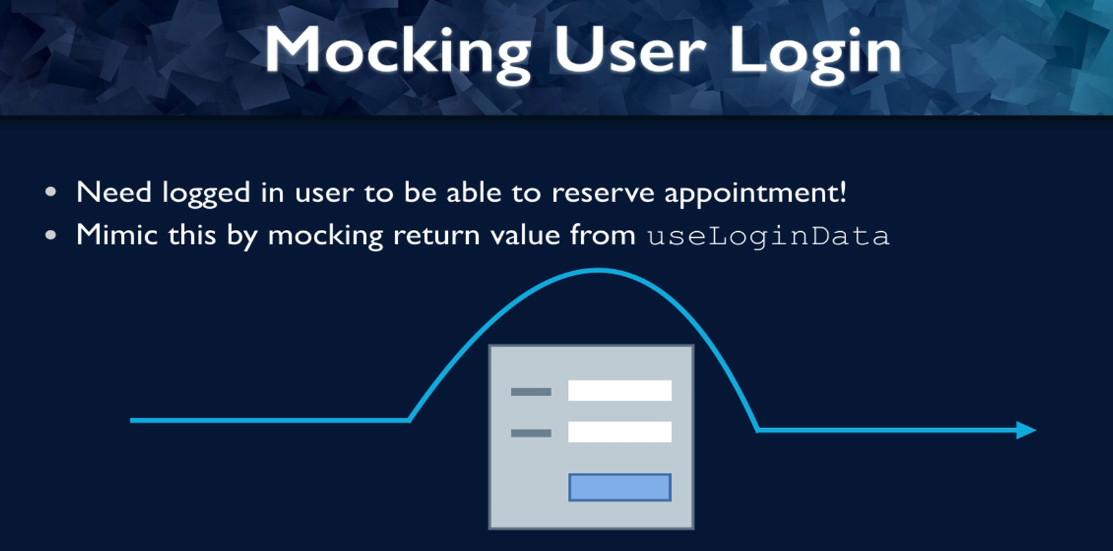 Mocking User Login
• Need logged in user to be able to reserve appointment!
• Mimic this by mocking return value from useLoginData